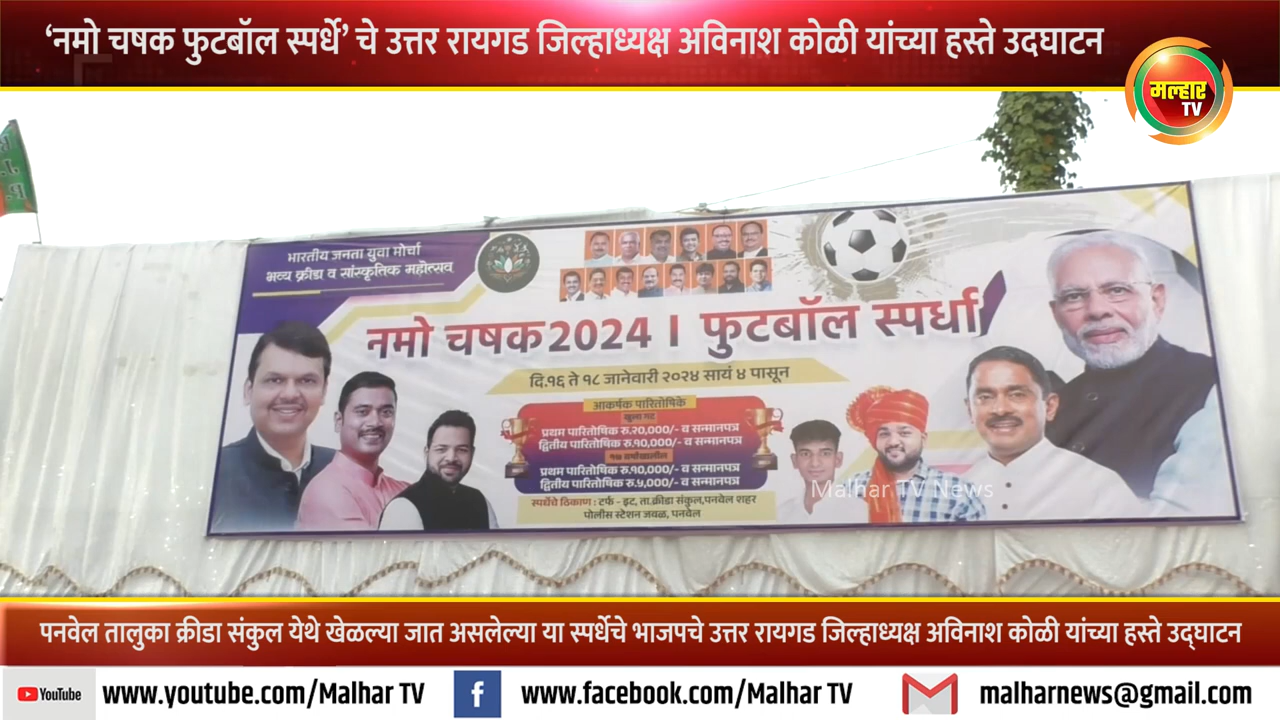 ‘नमो चषक फुटबॉल स्पर्धे’ चे उत्तर रायगड जिल्हाध्यक्ष अविनाश कोळी यांच्या हस्ते उदघाटन
मल्हार
TV
भारतीय जनता युवा मोर्चा
भव्य क्रीडा व सांस्कृतिक महोत्सव
नमो चषक 2024 । फुटबॉल स्पर्धा
दि.१६ ते १८ जानेवारी २०२४ सायं ४ पासून
आकर्षक पारितोषिके
खुला गट
प्रथम पारितोषिक रु.२०,०००/- व सन्मानपत्र
द्वितीय पारितोषिक रु.१०,०००/- व सन्मानपत्र
१७ वर्षाखालील
प्रथम पारितोषिक रु.१०,०००/- व सन्मानपत्र
द्वितीय पारितोषिक रु.५,०००/- व सन्मानपत्र
स्पर्धेचे ठिकाण : टर्फ - इट, ता.क्रीडा संकुल,पनवेल शहर
पोलीस स्टेशन जवळ, पनवेल
Malhar TV News
पनवेल तालुका क्रीडा संकुल येथे खेळल्या जात असलेल्या या स्पर्धेचे भाजपचे उत्तर रायगड जिल्हाध्यक्ष अविनाश कोळी यांच्या हस्ते उद्घाटन
YouTube www.youtube.com/Malhar TV www.facebook.com/Malhar TV malharnews@gmail.com